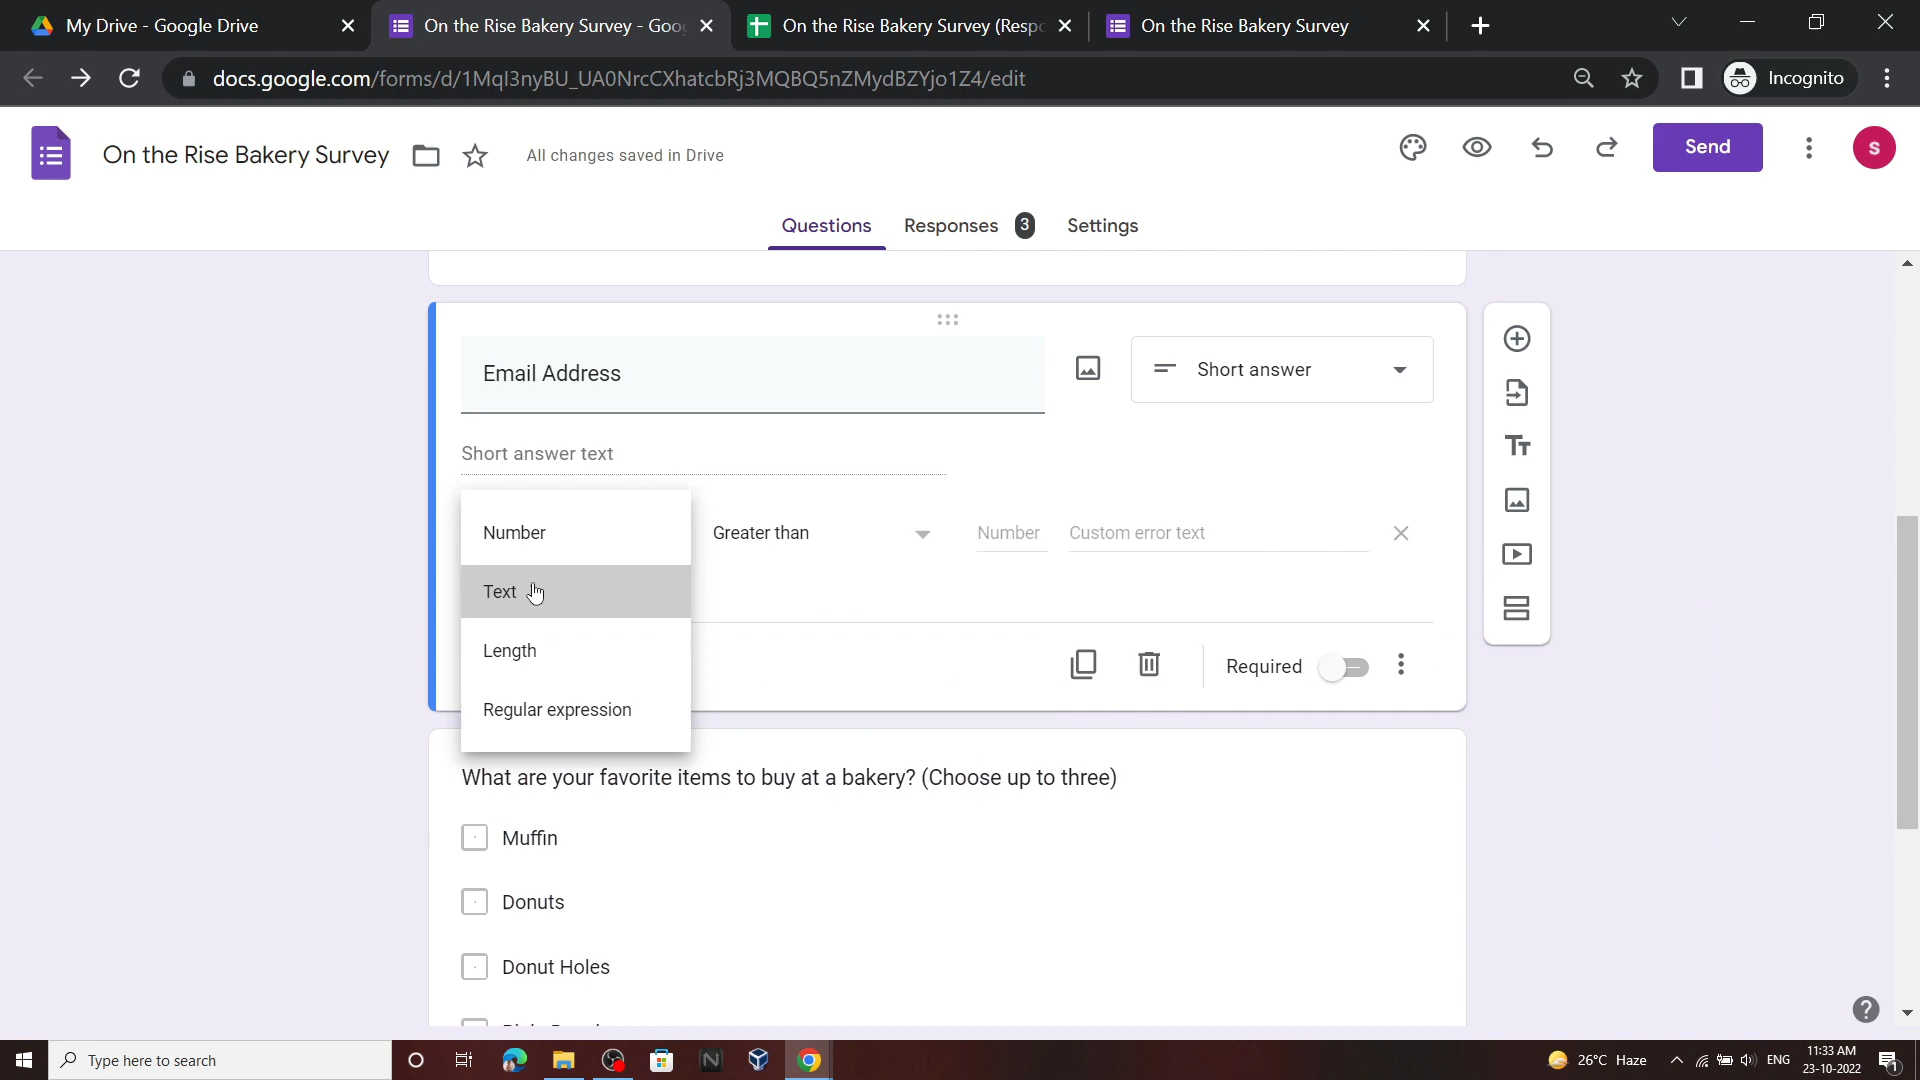 My Drive - Google Drive
On the Rise Bakery Survey - Goo
On the Rise Bakery Survey (Resp
On the Rise Bakery Survey
docs.google.com/forms/d/1Mql3nyBU_UA0NrcCXhatcbRj3MQBQ5nZMydBZYjo1Z4/edit
Incognito
On the Rise Bakery Survey
All changes saved in Drive
Send
S
Questions
Responses 3
Settings
Email Address
Short answer
Short answer text
Number
Greater than
Number
Custom error text
Text
Length
Required
Regular expression
What are your favorite items to buy at a bakery? (Choose up to three)
Muffin
Donuts
Donut Holes
Type here to search
26°C Haze
ENG
11:33 AM
23-10-2022
1